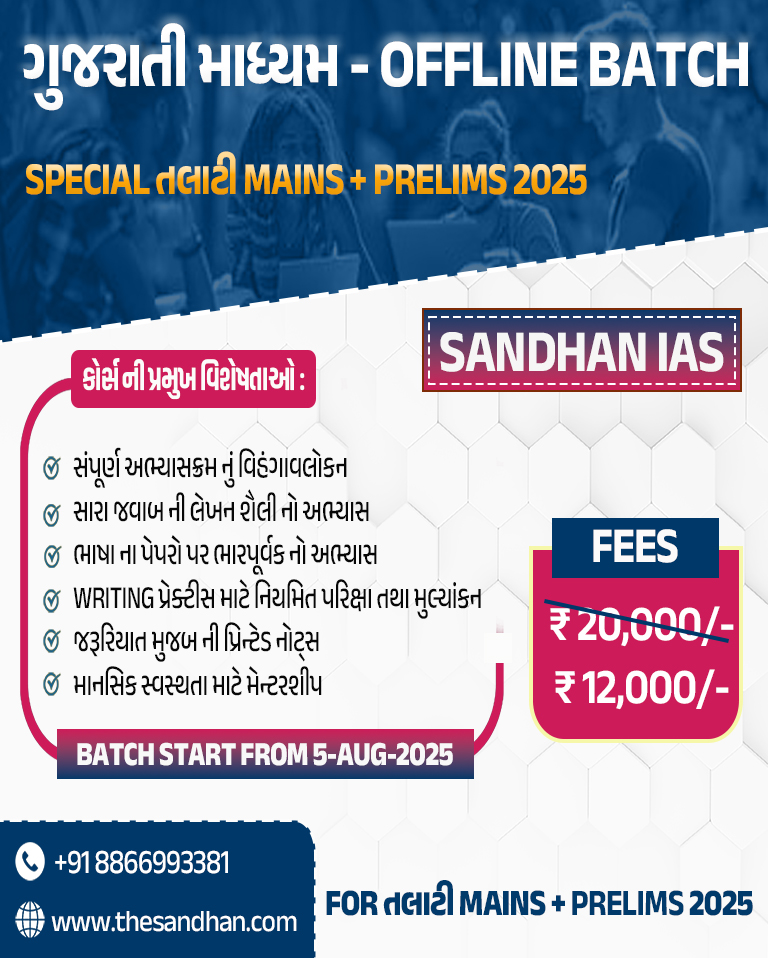 ગુજરાતી માધ્યમ - OFFLINE BATCH
SPECIAL તલાટી MAINS + PRELIMS 2025
SANDHAN IAS
કોર્સ ની પ્રમુખ વિશેષતાઓ :
સંપૂર્ણ અભ્યાસક્રમ નું વિહંગાવલોકન
સારા જવાબ ની લેખન શૈલી નો અભ્યાસ
ભાષા ના પેપરો પર ભારપૂર્વક નો અભ્યાસ
WRITING પ્રેક્ટીસ માટે નિયમિત પરિક્ષા તથા મુલ્યાંકન
જરૂરિયાત મુજબ ની પ્રિન્ટેડ નોટ્સ
માનસિક સ્વસ્થતા માટે મેન્ટરશીપ
BATCH START FROM 5-AUG-2025
FEES
₹ 20,000/-
₹ 12,000/-
+91 8866993381
www.thesandhan.com
FOR તલાટી MAINS + PRELIMS 2025